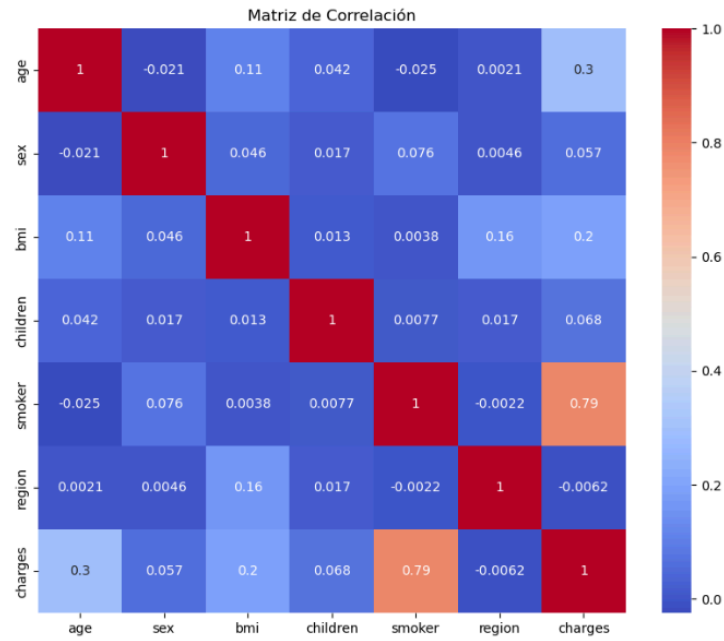 Matriz de Correlación
age 1 -0.021 0.11 0.042 -0.025 0.0021 0.3
sex -0.021 1 0.046 0.017 0.076 0.0046 0.057
bmi 0.11 0.046 1 0.013 0.0038 0.16 0.2
children 0.042 0.017 0.013 1 0.0077 0.017 0.068
smoker -0.025 0.076 0.0038 0.0077 1 -0.0022 0.79
region 0.0021 0.0046 0.16 0.017 -0.0022 1 -0.0062
charges 0.3 0.057 0.2 0.068 0.79 -0.0062 1
age sex bmi children smoker region charges
1.0
0.8
0.6
0.4
0.2
0.0